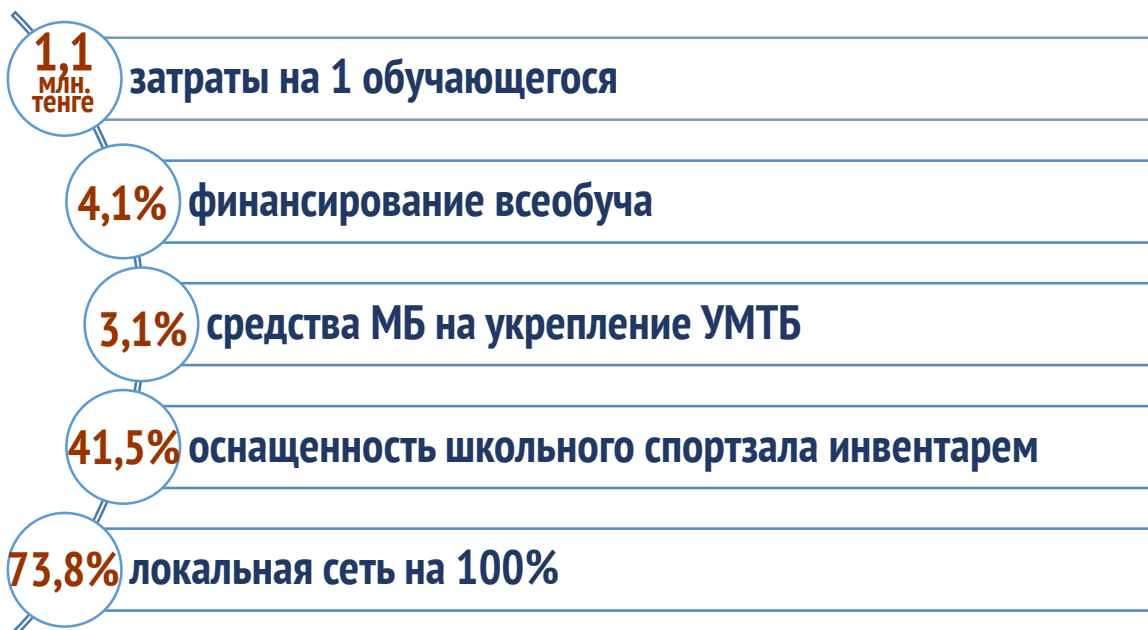 1,1
млн.
тенге
затраты на 1 обучающегося
4,1%
финансирование всеобуча
3,1%
средства МБ на укрепление УМТБ
41,5%
оснащенность школьного спортзала инвентарем
73,8%
локальная сеть на 100%